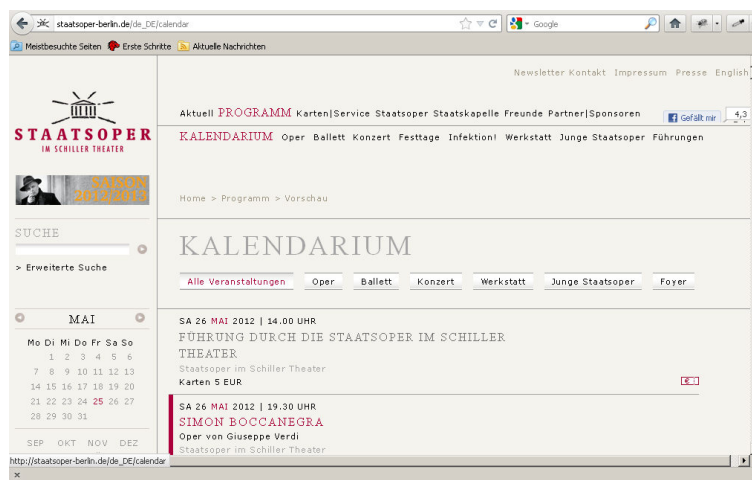 staatsoper-berlin.de/de_DE/calendar
Google
Meistbesuchte Seiten Erste Schritte Aktuelle Nachrichten
Newsletter Kontakt Impressum Presse English
Aktuell PROGRAMM Karten|Service Staatsoper Staatskapelle Freunde Partner|Sponsoren
Gefällt mir 4,3
STAATSOPER
IM SCHILLER THEATER
KALENDARIUM Oper Ballett Konzert Festtage Infektion! Werkstatt Junge Staatsoper Führungen
SAISON
2012/2013
Home > Programm > Vorschau
SUCHE
> Erweiterte Suche
KALENDARIUM
Alle Veranstaltungen Oper Ballett Konzert Werkstatt Junge Staatsoper Foyer
MAI
Mo Di Mi Do Fr Sa So
1 2 3 4 5 6
7 8 9 10 11 12 13
14 15 16 17 18 19 20
21 22 23 24 25 26 27
28 29 30 31
SEP OKT NOV DEZ
SA 26 MAI 2012 | 14.00 UHR
FÜHRUNG DURCH DIE STAATSOPER IM SCHILLER
THEATER
Staatsoper im Schiller Theater
Karten 5 EUR
€
SA 26 MAI 2012 | 19.30 UHR
SIMON BOCCANEGRA
Oper von Giuseppe Verdi
Staatsoper im Schiller Theater
http://staatsoper-berlin.de/de_DE/calendar